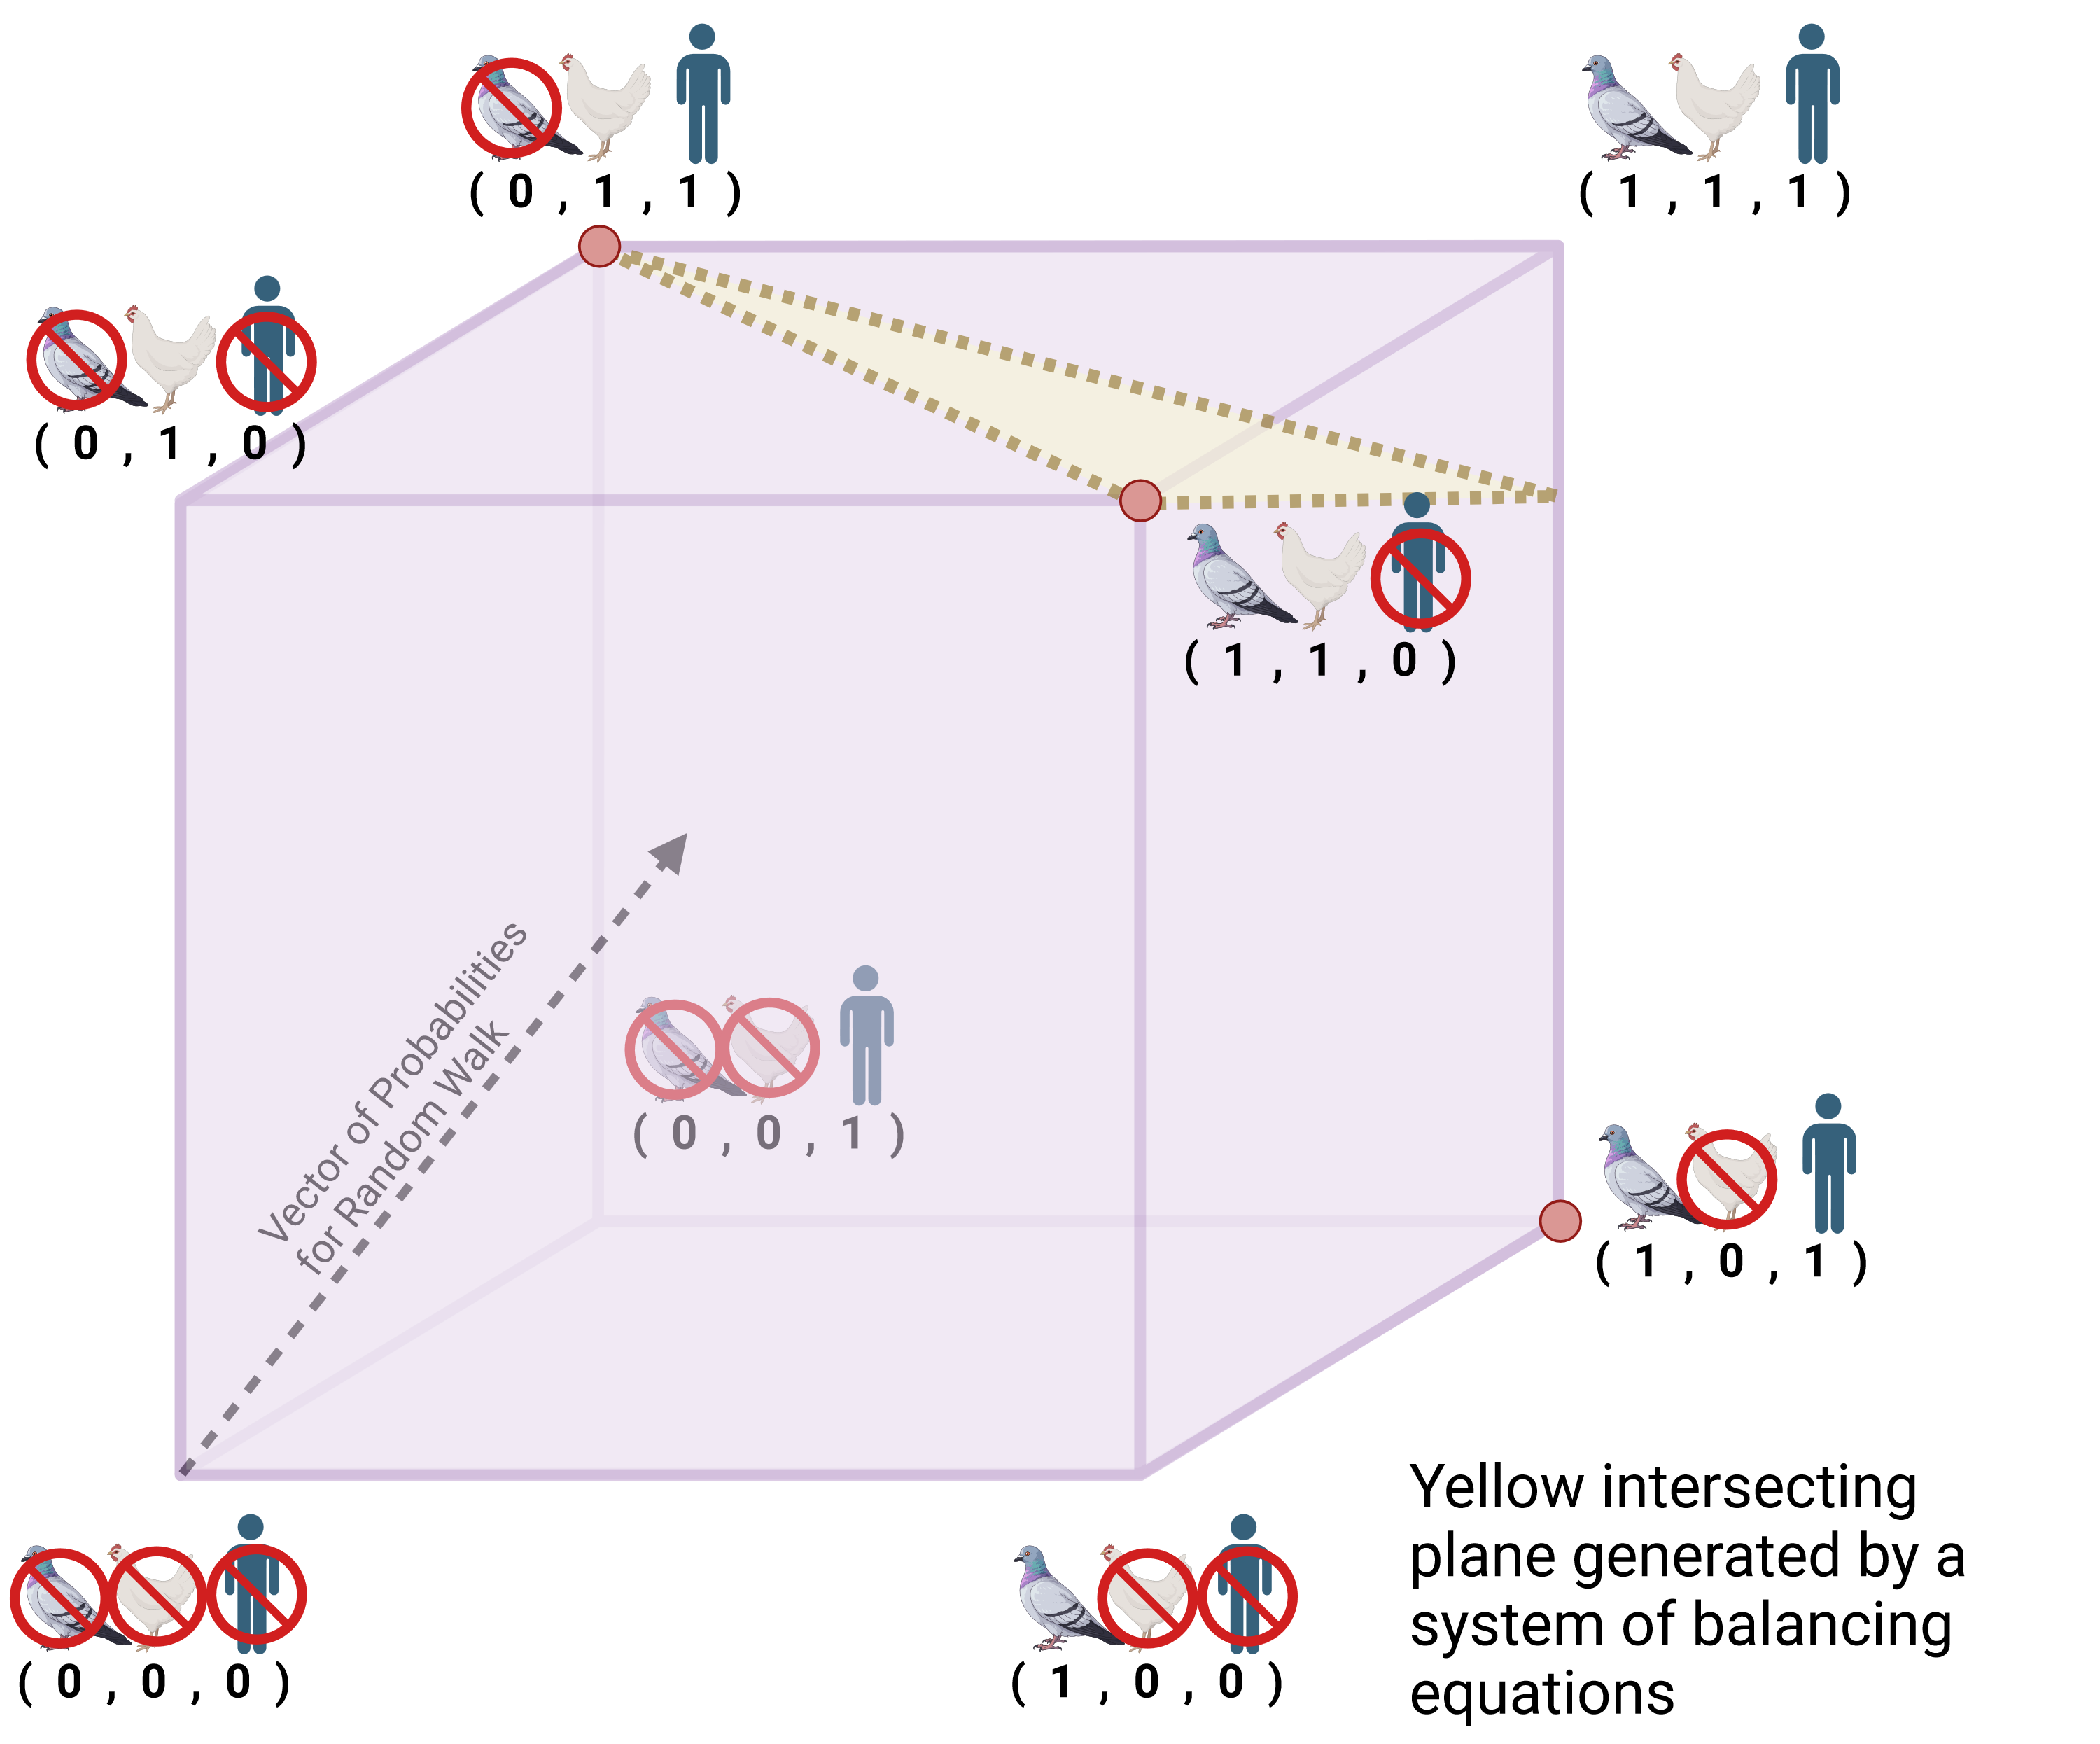 ( 0 , 1 , 1 )
( 1 , 1 , 1 )
( 0 , 1 , 0 )
( 1 , 1 , 0 )
Vector of Probabilities
for Random Walk
( 0 , 0 , 1 )
( 1 , 0 , 1 )
( 0 , 0 , 0 )
( 1 , 0 , 0 )
Yellow intersecting
plane generated by a
system of balancing
equations